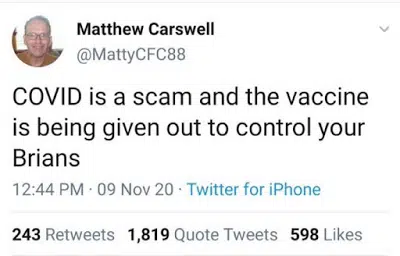 Matthew Carswell
@MattyCFC88
COVID is a scam and the vaccine
is being given out to control your
Brians
12:44 PM · 09 Nov 20 · Twitter for iPhone
243 Retweets 1,819 Quote Tweets 598 Likes